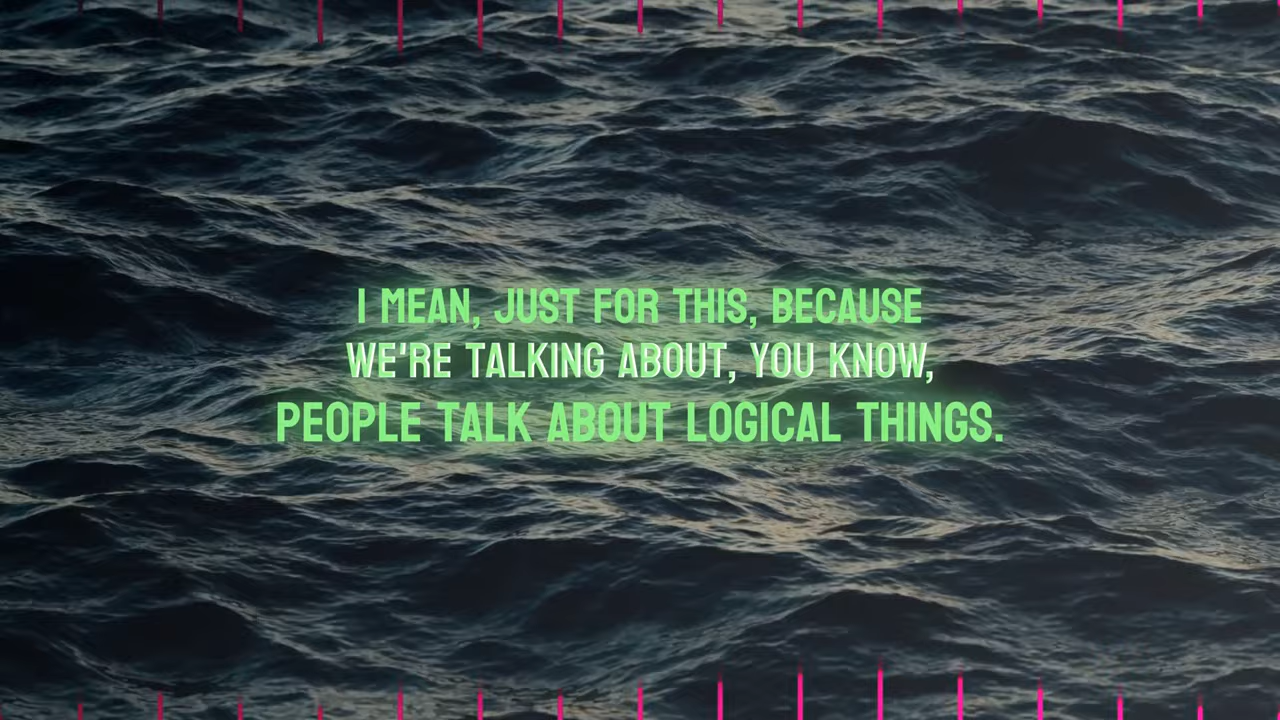 I MEAN, JUST FOR THIS, BECAUSE
WE'RE TALKING ABOUT, YOU KNOW,
PEOPLE TALK ABOUT LOGICAL THINGS.